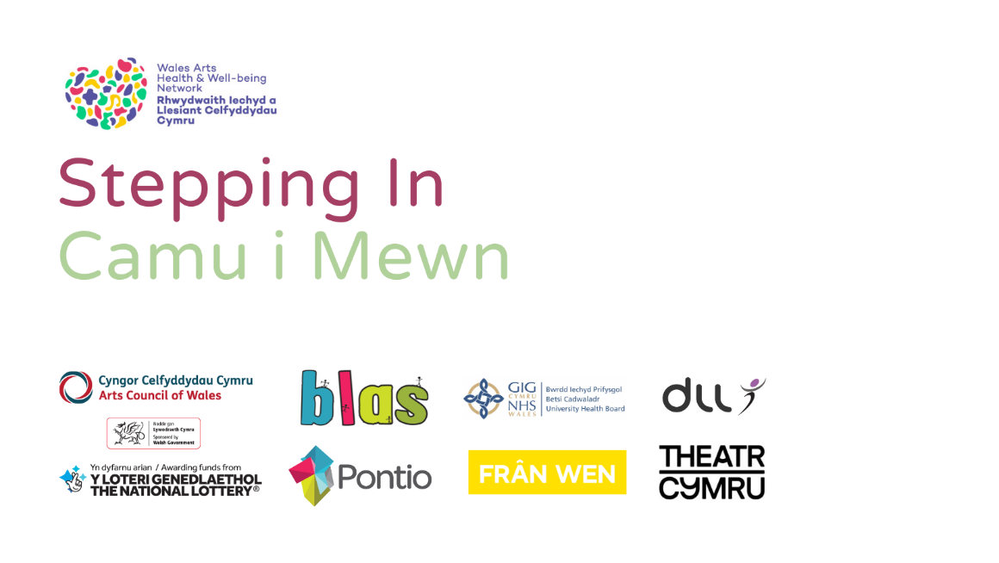 Wales Arts
Health & Well-being
Network
Rhwydwaith Iechyd a
Llesiant Celfyddydau
Cymru
Stepping In
Camu i Mewn
Cyngor Celfyddydau Cymru
Arts Council of Wales
Noddir gan
Lywodraeth Cymru
Sponsored by
Welsh Government
Yn dyfarnu arian / Awarding funds from
Y LOTERI GENEDLAETHOL
THE NATIONAL LOTTERY®
blas
Pontio
GIG
CYMRU
NHS
WALES
Bwrdd Iechyd Prifysgol
Betsi Cadwaladr
University Health Board
FRÂN WEN
dll
THEATR
CYMRU